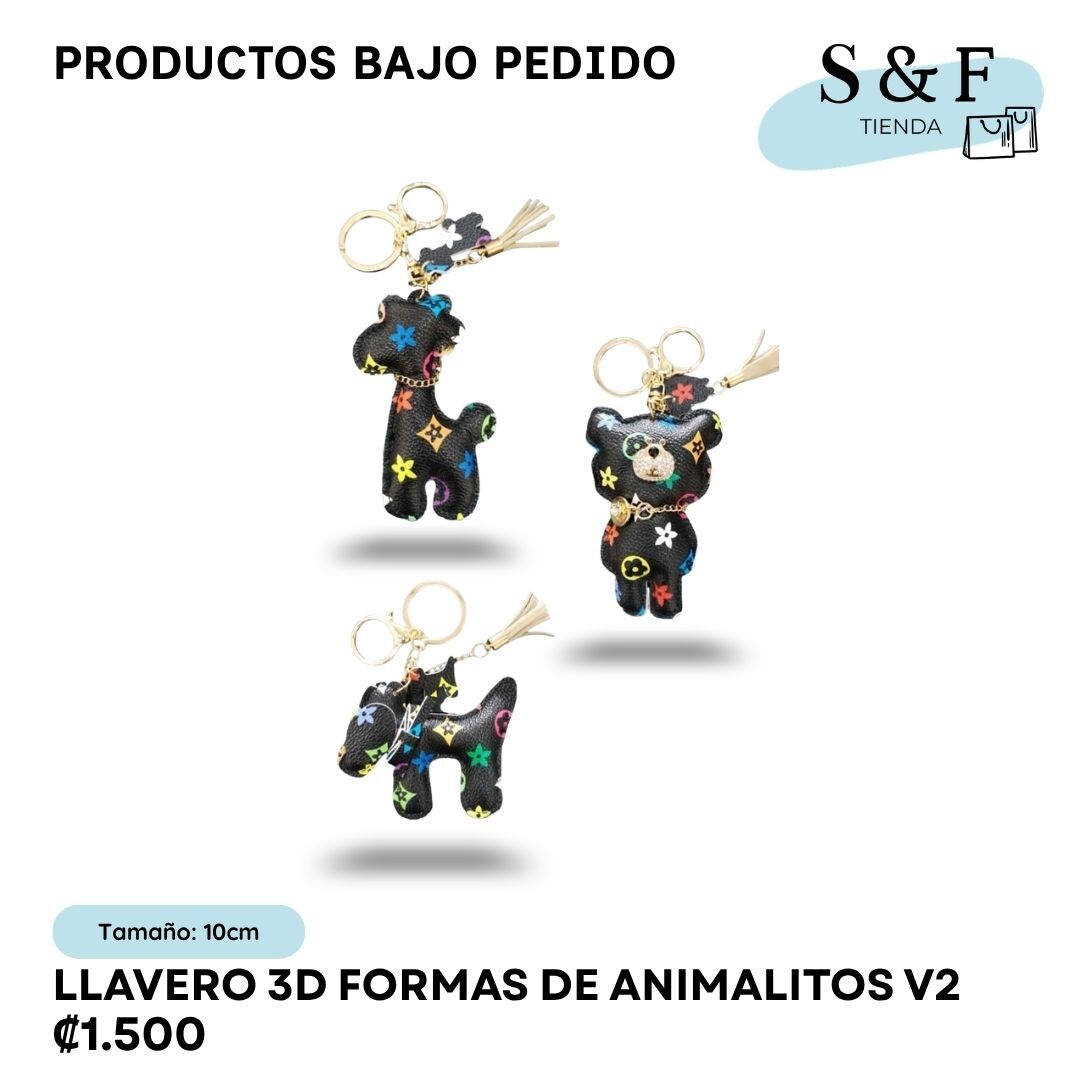 PRODUCTOS BAJO PEDIDO
S & F
TIENDA
Tamaño: 10cm
LLAVERO 3D FORMAS DE ANIMALITOS V2
₡1.500